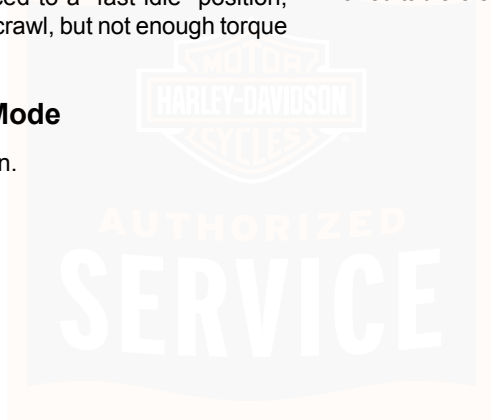 ced to a "fast idle" position,
crawl, but not enough torque
Mode
n.
MOTOR
HARLEY-DAVIDSON
CYCLES
AUTHORIZED
SERVICE